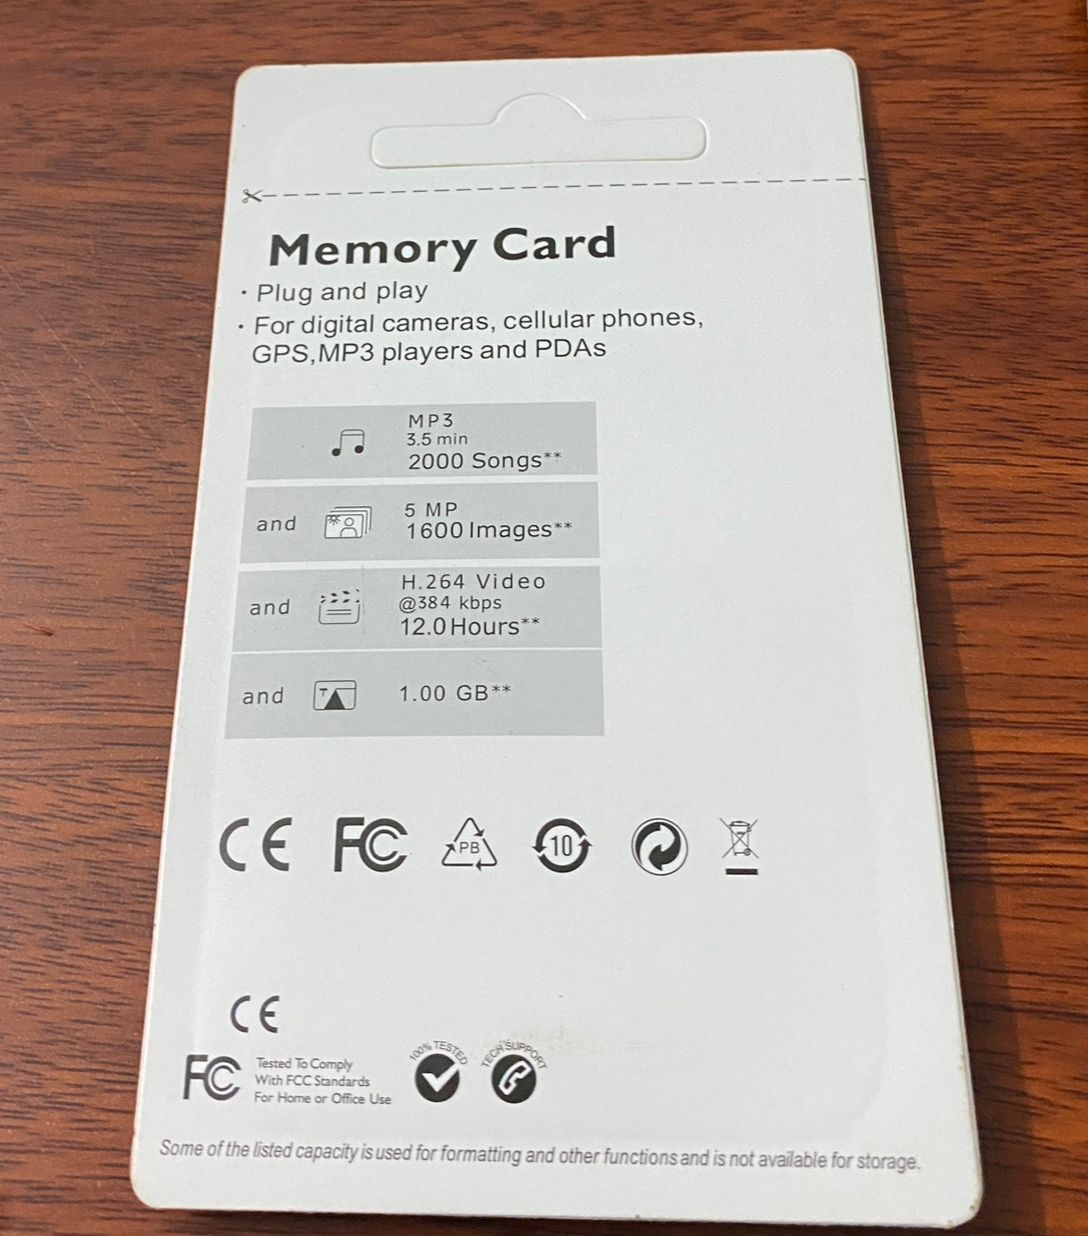 Memory Card
· Plug and play
· For digital cameras, cellular phones,
GPS,MP3 players and PDAs
MP3
3.5 min
2000 Songs**
and
5 MP
1600 Images**
and
H.264 Video
@384 kbps
12.0 Hours**
and
T
1.00 GB**
CE FC PB 10
CE
FC
Tested To Comply
With FCC Standards
For Home or Office Use
100% TESTED
TECH'SUPPORT
Some of the listed capacity is used for formatting and other functions and is not available for storage.